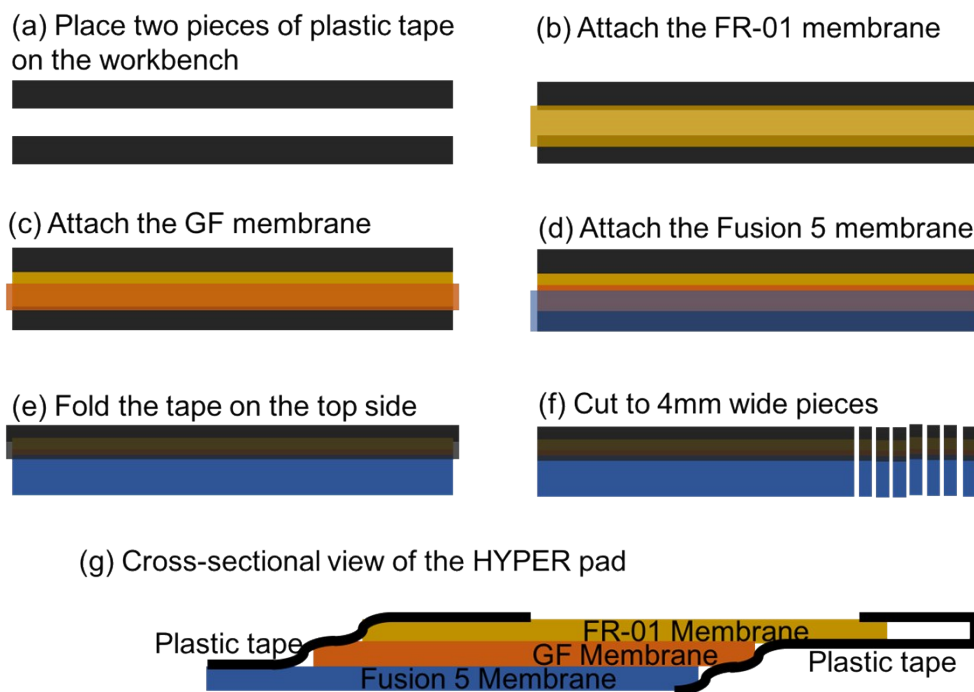 (a) Place two pieces of plastic tape
on the workbench
(b) Attach the FR-01 membrane
(c) Attach the GF membrane
(d) Attach the Fusion 5 membrane
(e) Fold the tape on the top side
(f) Cut to 4mm wide pieces
(g) Cross-sectional view of the HYPER pad
FR-01 Membrane
Plastic tape
GF Membrane
Plastic tape
Fusion 5 Membrane